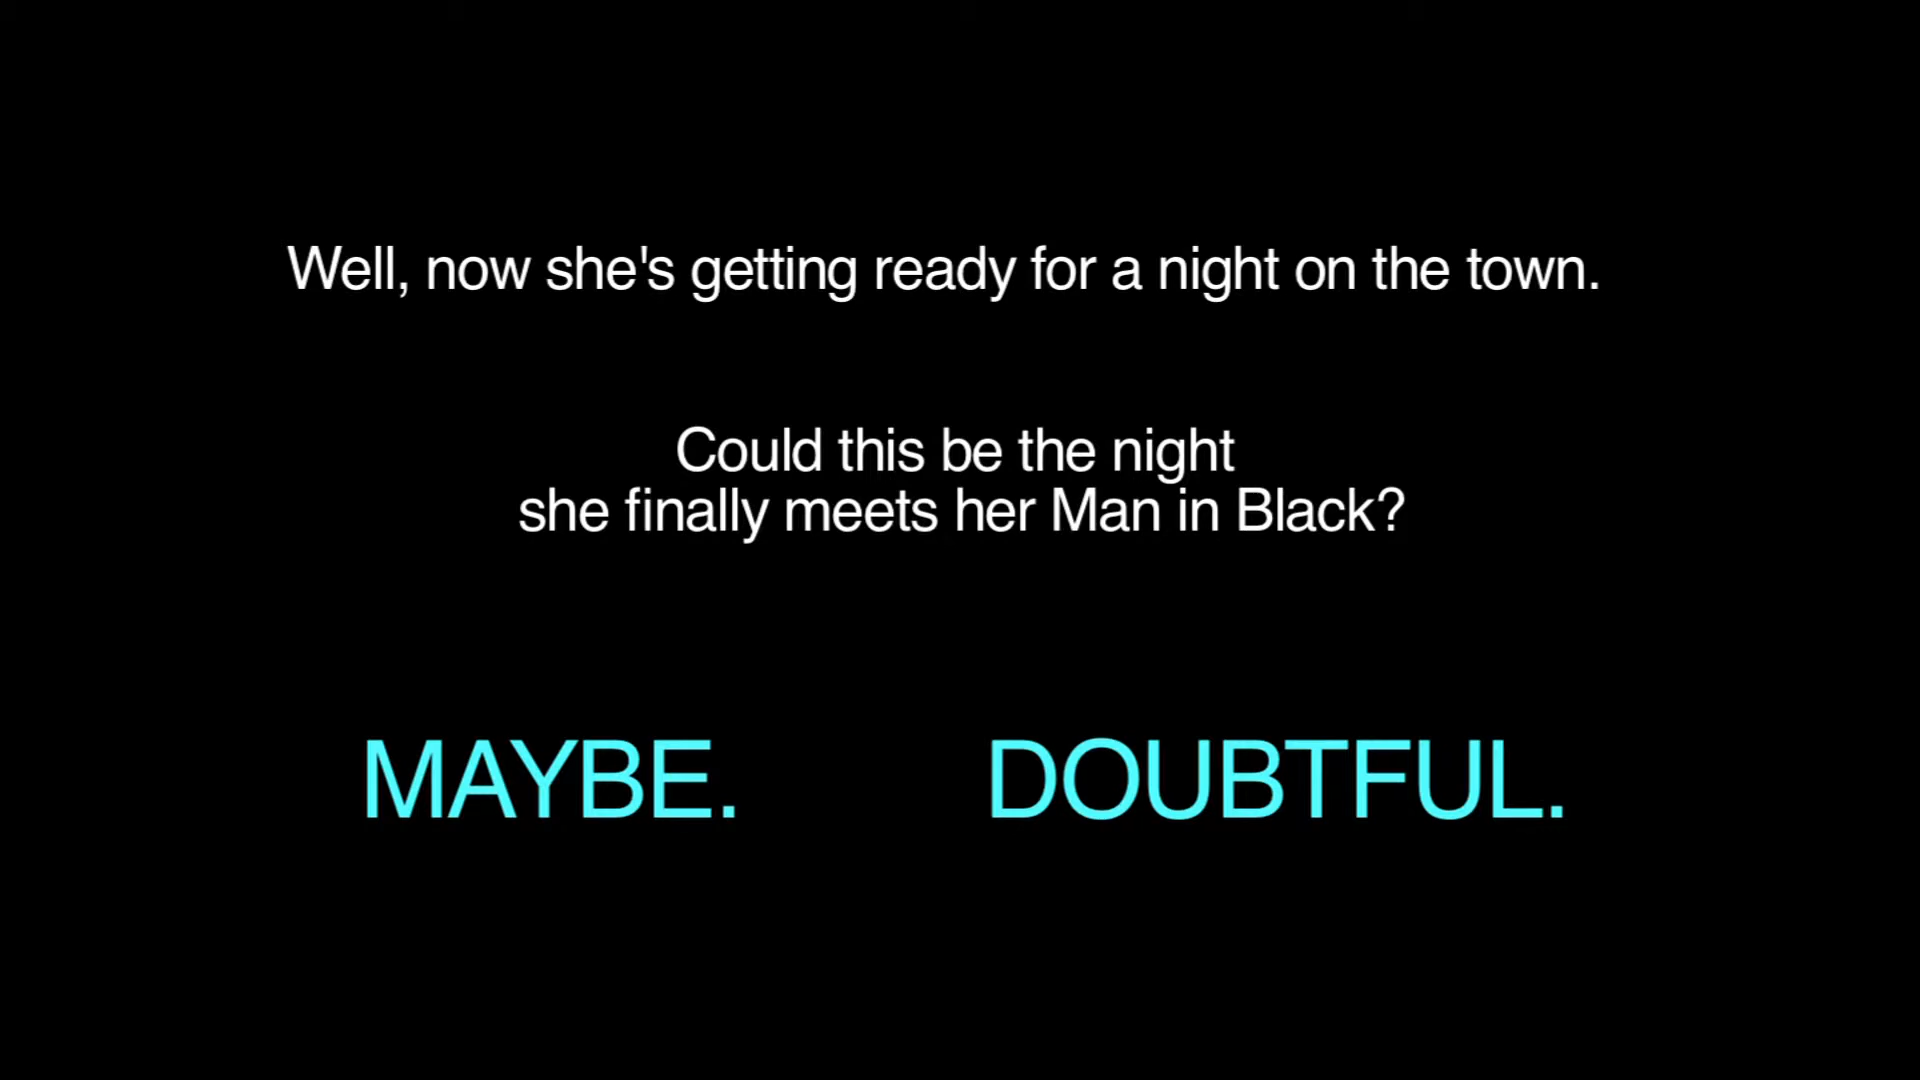 Well, now she's getting ready for a night on the town.
Could this be the night
she finally meets her Man in Black?
MAYBE. DOUBTFUL.